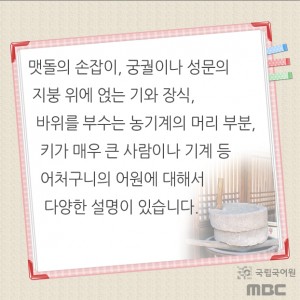 맷돌의 손잡이, 궁궐이나 성문의
지붕 위에 얹는 기와 장식,
바위를 부수는 농기계의 머리 부분,
키가 매우 큰 사람이나 기계 등
어처구니의 어원에 대해서
다양한 설명이 있습니다.
국립국어원
MBC